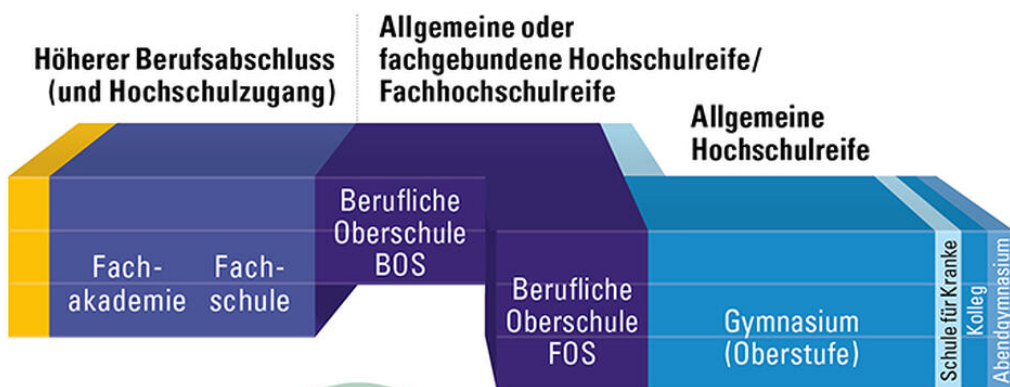 Höherer Berufsabschluss
(und Hochschulzugang)
Allgemeine oder
fachgebundene Hochschulreife/
Fachhochschulreife
Allgemeine
Hochschulreife
Fach-
akademie
Fach-
schule
Berufliche
Oberschule
BOS
Berufliche
Oberschule
FOS
Gymnasium
(Oberstufe)
Schule für Kranke
Kolleg
Abendgymnasium